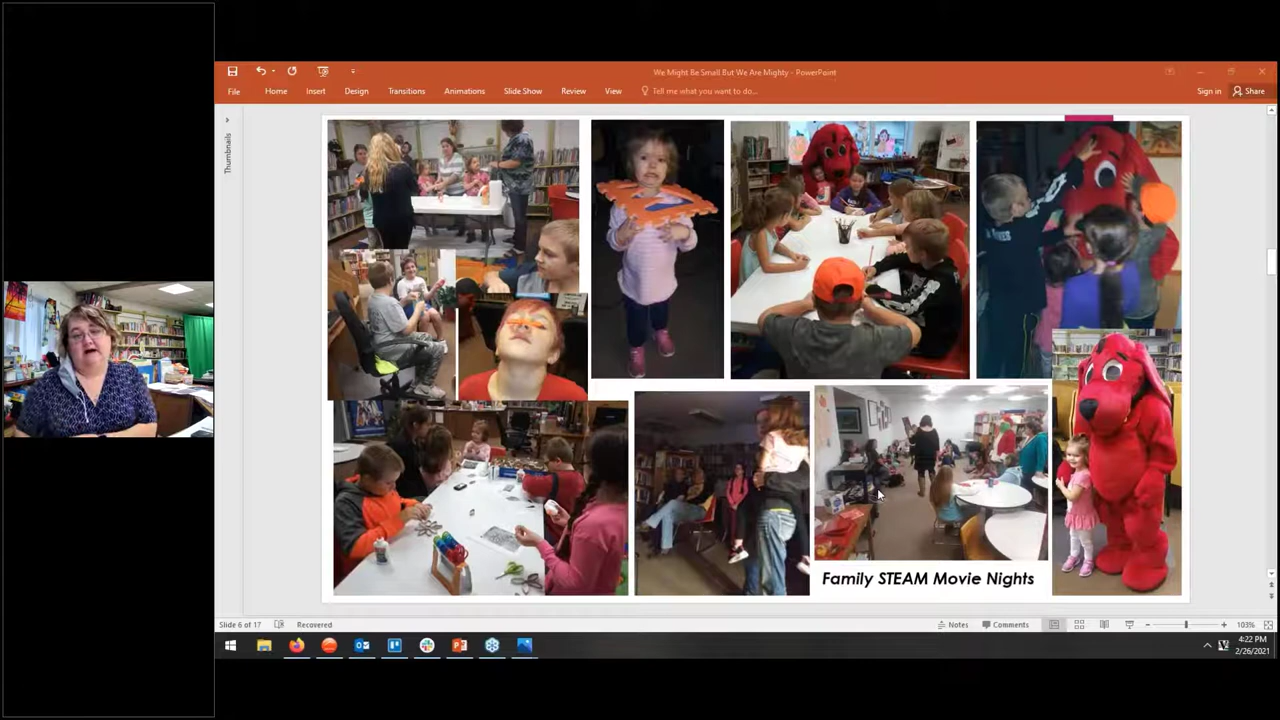 We Might Be Small But We Are Mighty - PowerPoint
File Home Insert Design Transitions Animations Slide Show Review View Tell me what you want to do... Sign in Share
Thumbnails
Family STEAM Movie Nights
Slide 6 of 17 Recovered Notes Comments 103%
4:22 PM
2/26/2021